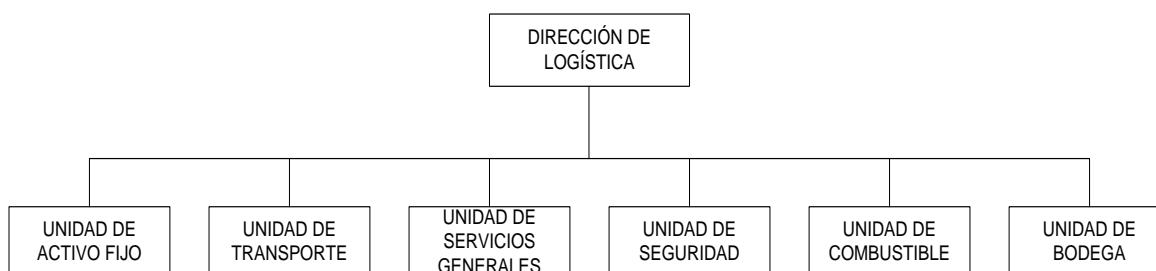 DIRECCIÓN DE
LOGÍSTICA
UNIDAD DE
ACTIVO FIJO
UNIDAD DE
TRANSPORTE
UNIDAD DE
SERVICIOS
GENERALES
UNIDAD DE
SEGURIDAD
UNIDAD DE
COMBUSTIBLE
UNIDAD DE
BODEGA